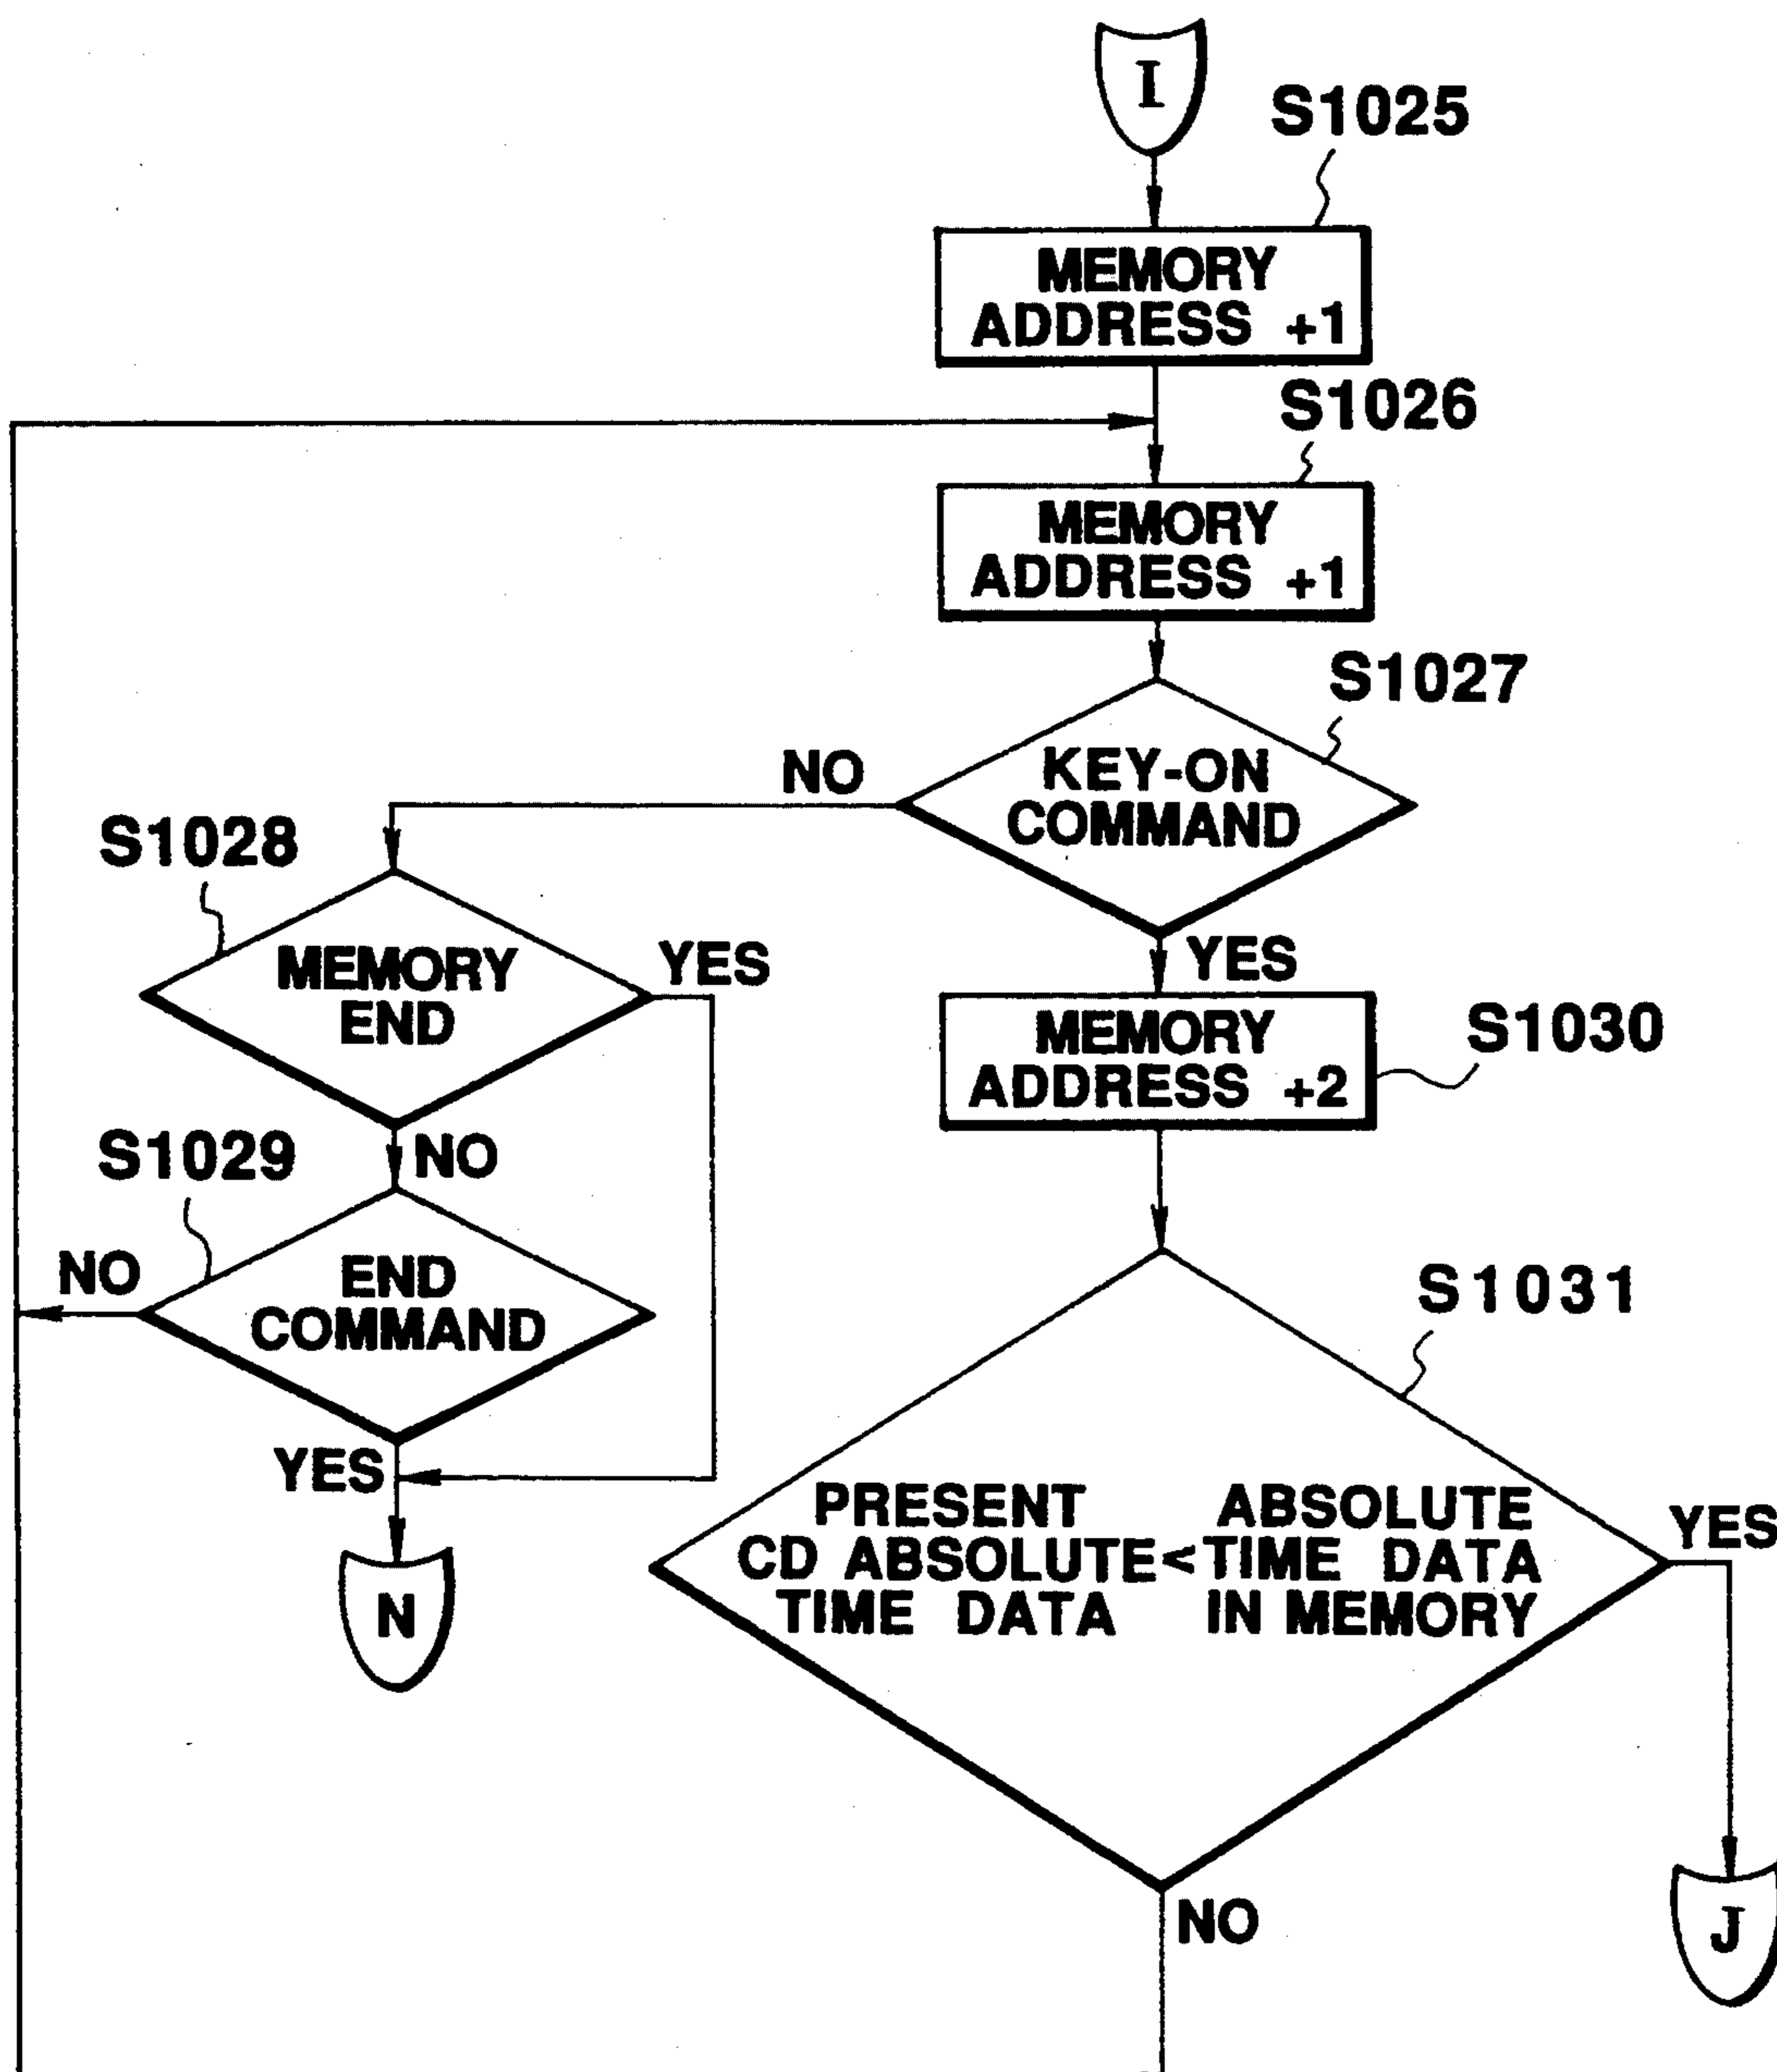 I
S1025
MEMORY
ADDRESS +1
S1026
MEMORY
ADDRESS +1
S1027
KEY-ON
COMMAND
NO
S1028
MEMORY
END
YES
YES
MEMORY
ADDRESS +2
S1030
NO
S1029
END
COMMAND
NO
S1031
YES
PRESENT ABSOLUTE
CD ABSOLUTE < TIME DATA
TIME DATA IN MEMORY
YES
N
NO
J